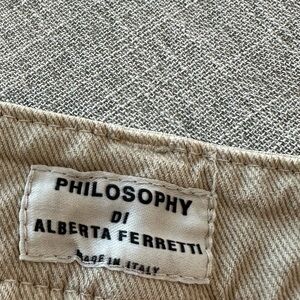 PHILOSOPHY
DI
ALBERTA FERRETTI
MADE IN ITALY